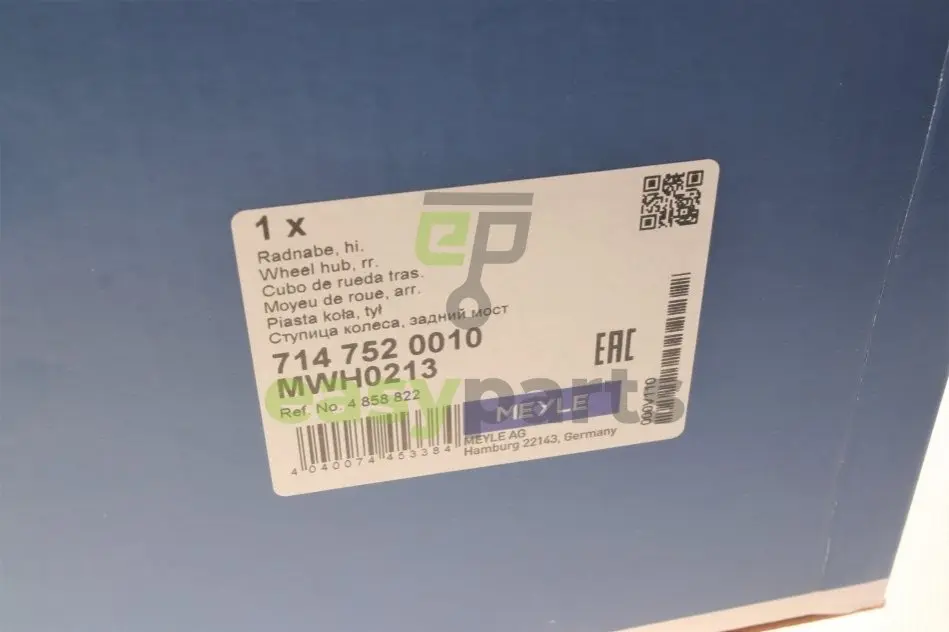 1 x
Radnabe, hi.
Wheel hub, rr.
Cubo de rueda tras.
Moyeu de roue, arr.
Piasta koła, tył
Ступица колеса, задний мост
714 752 0010
MWH0213
Ref. No. 4 858 822
4 040074 453384
EAC
MEYLE
MEYLE AG
Hamburg 22143, Germany
000V110
ep
easyparts